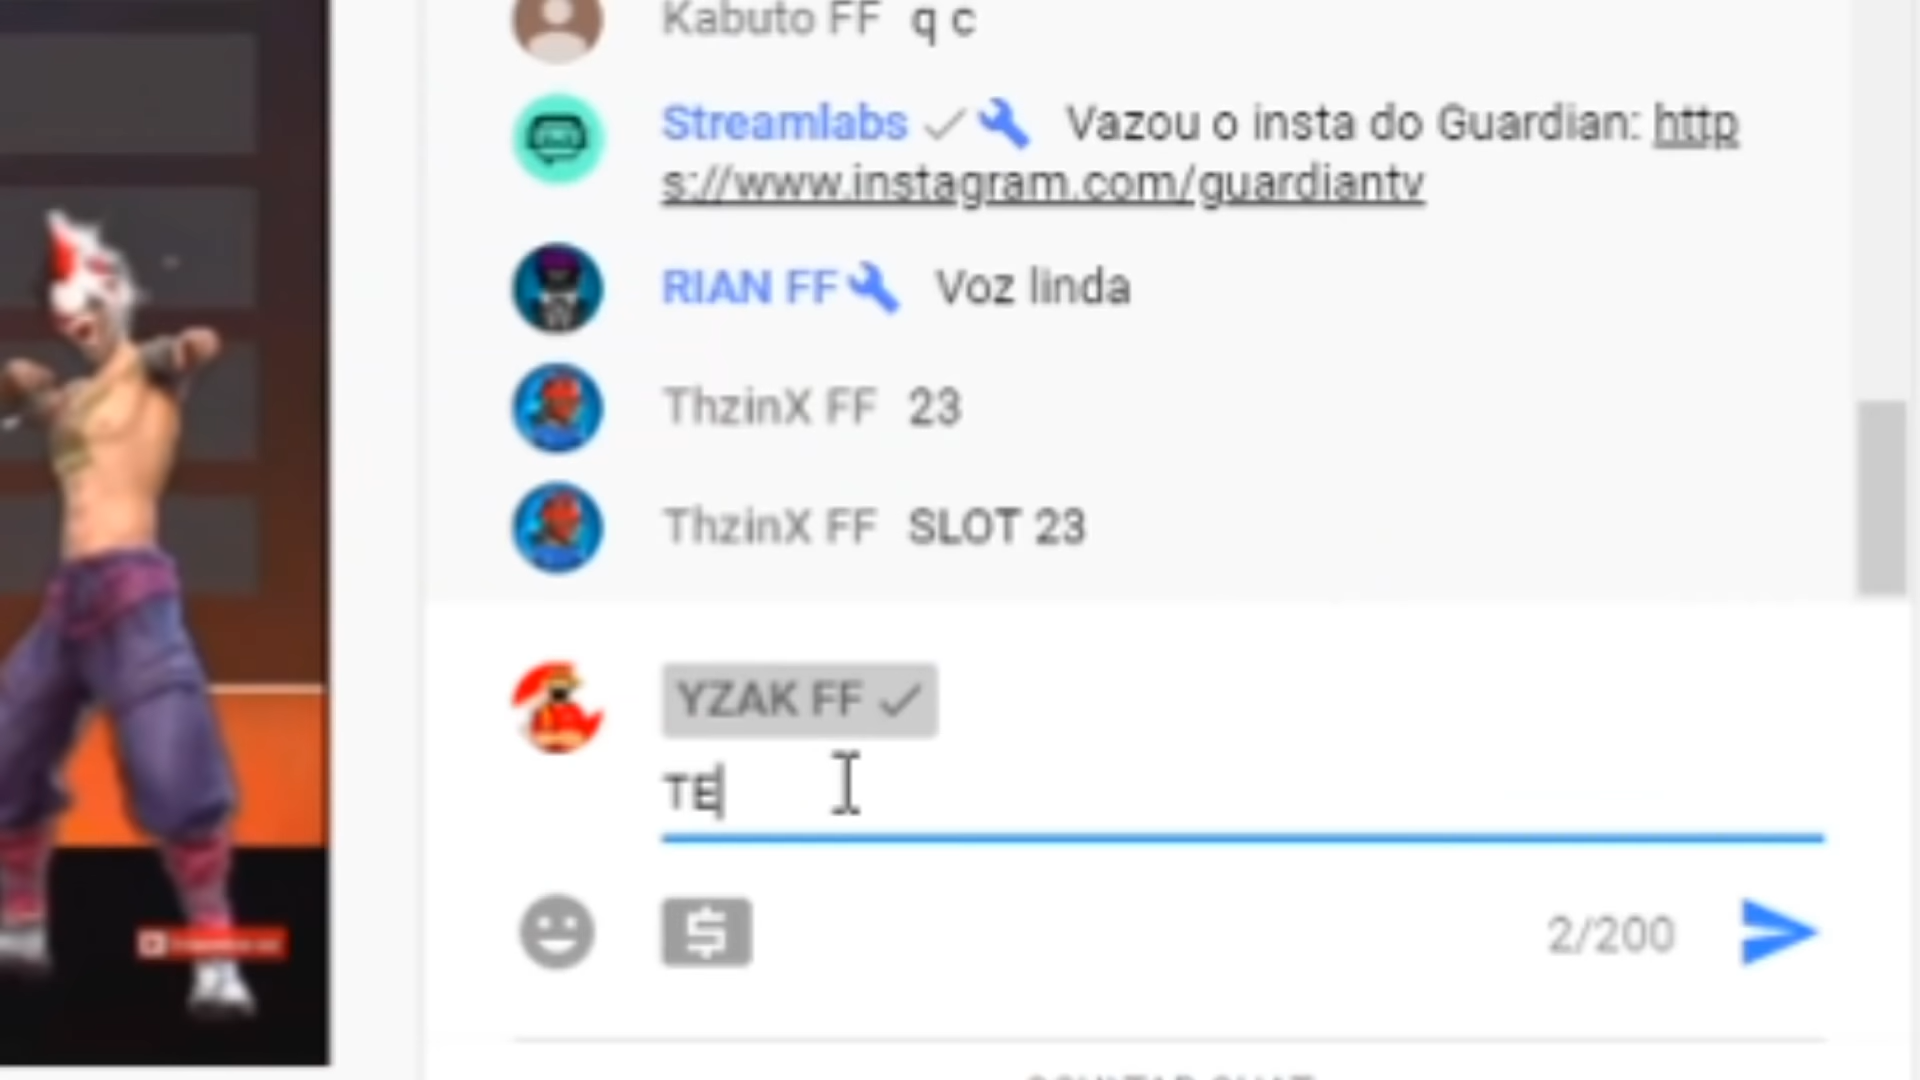 Kabuto FF q c
Streamlabs Vazou o insta do Guardian: http
s://www.instagram.com/guardiantv
RIAN FF Voz linda
ThzinX FF 23
ThzinX FF SLOT 23
YZAK FF
TE
2/200